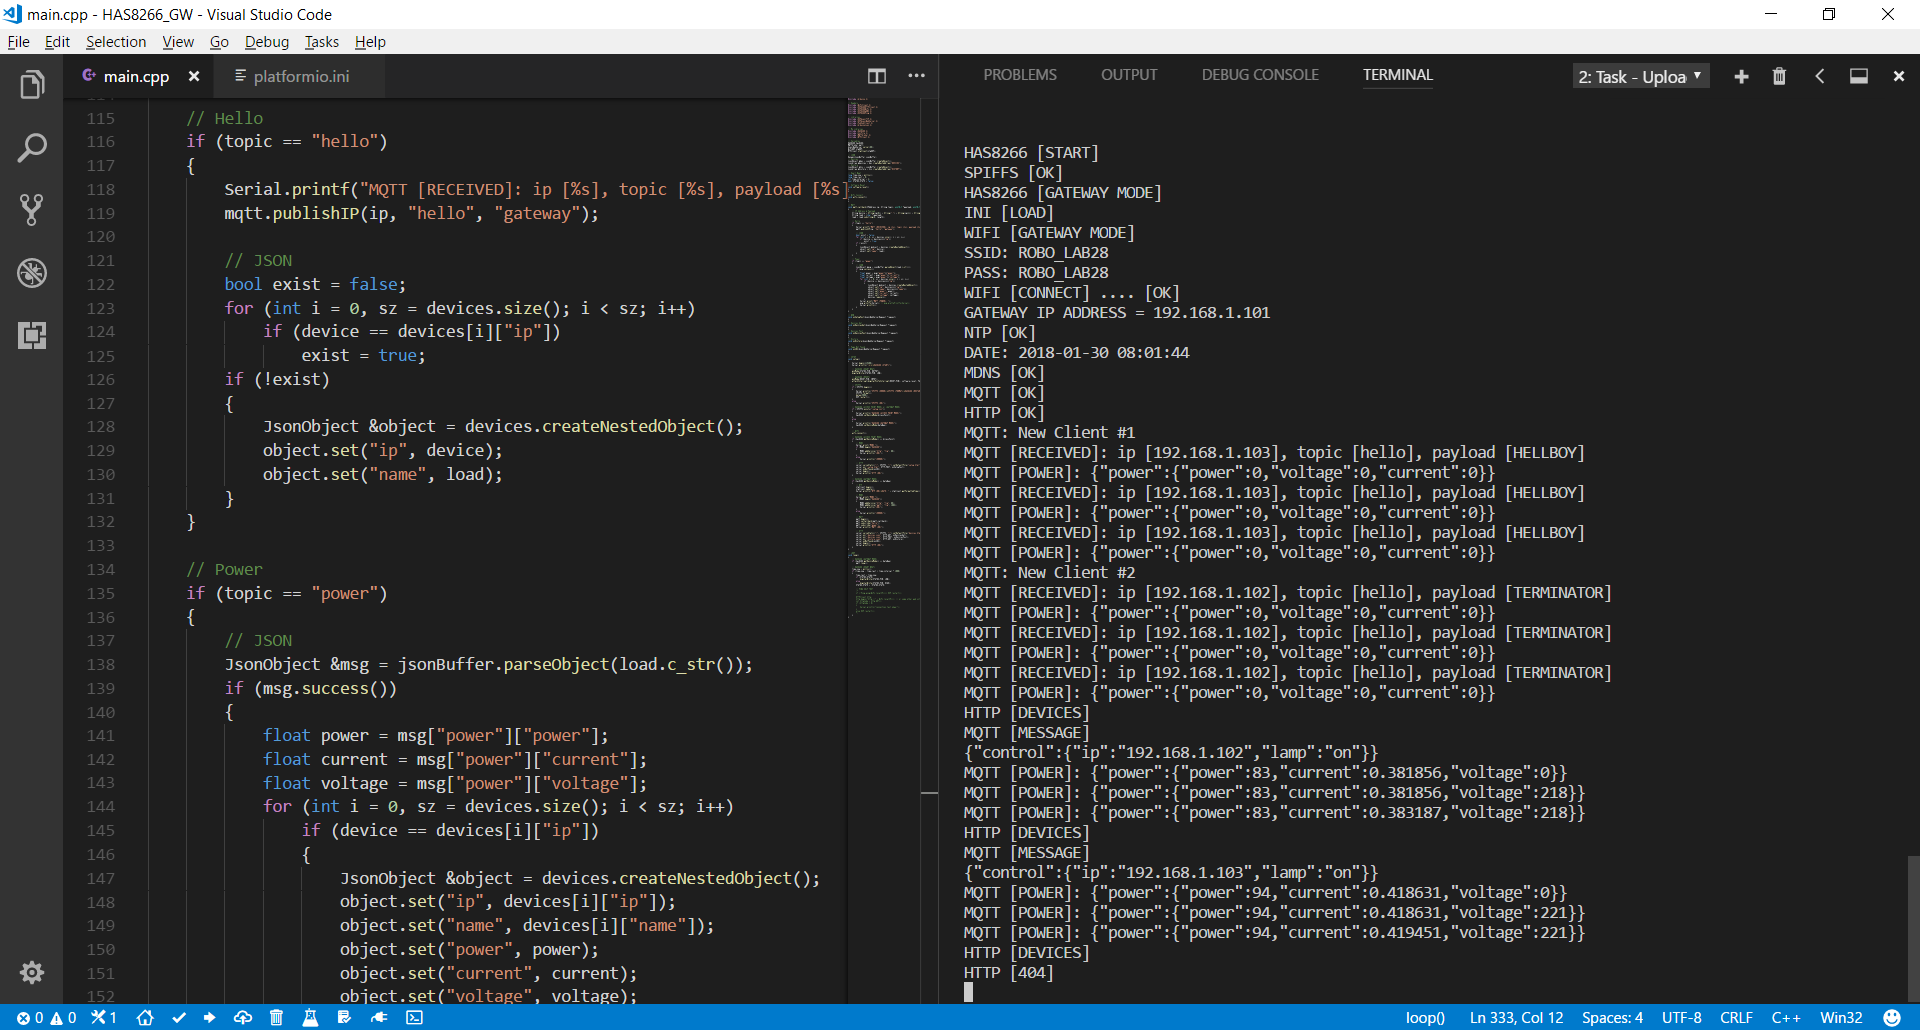 main.cpp - HAS8266_GW - Visual Studio Code
File Edit Selection View Go Debug Tasks Help
main.cpp
platformio.ini
115 // Hello
116 if (topic == "hello")
117 {
118 Serial.printf("MQTT [RECEIVED]: ip [%s], topic [%s], payload [%s]
119 mqtt.publishIP(ip, "hello", "gateway");
120
121 // JSON
122 bool exist = false;
123 for (int i = 0, sz = devices.size(); i < sz; i++)
124 if (device == devices[i]["ip"])
125 exist = true;
126 if (!exist)
127 {
128 JsonObject &object = devices.createNestedObject();
129 object.set("ip", device);
130 object.set("name", load);
131 }
132 }
133
134 // Power
135 if (topic == "power")
136 {
137 // JSON
138 JsonObject &msg = jsonBuffer.parseObject(load.c_str());
139 if (msg.success())
140 {
141 float power = msg["power"]["power"];
142 float current = msg["power"]["current"];
143 float voltage = msg["power"]["voltage"];
144 for (int i = 0, sz = devices.size(); i < sz; i++)
145 if (device == devices[i]["ip"])
146 {
147 JsonObject &object = devices.createNestedObject();
148 object.set("ip", devices[i]["ip"]);
149 object.set("name", devices[i]["name"]);
150 object.set("power", power);
151 object.set("current", current);
152 object.set("voltage", voltage);
PROBLEMS OUTPUT DEBUG CONSOLE TERMINAL
2: Task - Uploa
HAS8266 [START]
SPIFFS [OK]
HAS8266 [GATEWAY MODE]
INI [LOAD]
WIFI [GATEWAY MODE]
SSID: ROBO_LAB28
PASS: ROBO_LAB28
WIFI [CONNECT] .... [OK]
GATEWAY IP ADDRESS = 192.168.1.101
NTP [OK]
DATE: 2018-01-30 08:01:44
MDNS [OK]
MQTT [OK]
HTTP [OK]
MQTT: New Client #1
MQTT [RECEIVED]: ip [192.168.1.103], topic [hello], payload [HELLBOY]
MQTT [POWER]: {"power":{"power":0,"voltage":0,"current":0}}
MQTT [RECEIVED]: ip [192.168.1.103], topic [hello], payload [HELLBOY]
MQTT [POWER]: {"power":{"power":0,"voltage":0,"current":0}}
MQTT [RECEIVED]: ip [192.168.1.103], topic [hello], payload [HELLBOY]
MQTT [POWER]: {"power":{"power":0,"voltage":0,"current":0}}
MQTT: New Client #2
MQTT [RECEIVED]: ip [192.168.1.102], topic [hello], payload [TERMINATOR]
MQTT [POWER]: {"power":{"power":0,"voltage":0,"current":0}}
MQTT [RECEIVED]: ip [192.168.1.102], topic [hello], payload [TERMINATOR]
MQTT [POWER]: {"power":{"power":0,"voltage":0,"current":0}}
MQTT [RECEIVED]: ip [192.168.1.102], topic [hello], payload [TERMINATOR]
MQTT [POWER]: {"power":{"power":0,"voltage":0,"current":0}}
HTTP [DEVICES]
MQTT [MESSAGE]
{"control":{"ip":"192.168.1.102","lamp":"on"}}
MQTT [POWER]: {"power":{"power":83,"current":0.381856,"voltage":0}}
MQTT [POWER]: {"power":{"power":83,"current":0.381856,"voltage":218}}
MQTT [POWER]: {"power":{"power":83,"current":0.383187,"voltage":218}}
HTTP [DEVICES]
MQTT [MESSAGE]
{"control":{"ip":"192.168.1.103","lamp":"on"}}
MQTT [POWER]: {"power":{"power":94,"current":0.418631,"voltage":0}}
MQTT [POWER]: {"power":{"power":94,"current":0.418631,"voltage":221}}
MQTT [POWER]: {"power":{"power":94,"current":0.419451,"voltage":221}}
HTTP [DEVICES]
HTTP [404]
0 0 1 loop() Ln 333, Col 12 Spaces: 4 UTF-8 CRLF C++ Win32